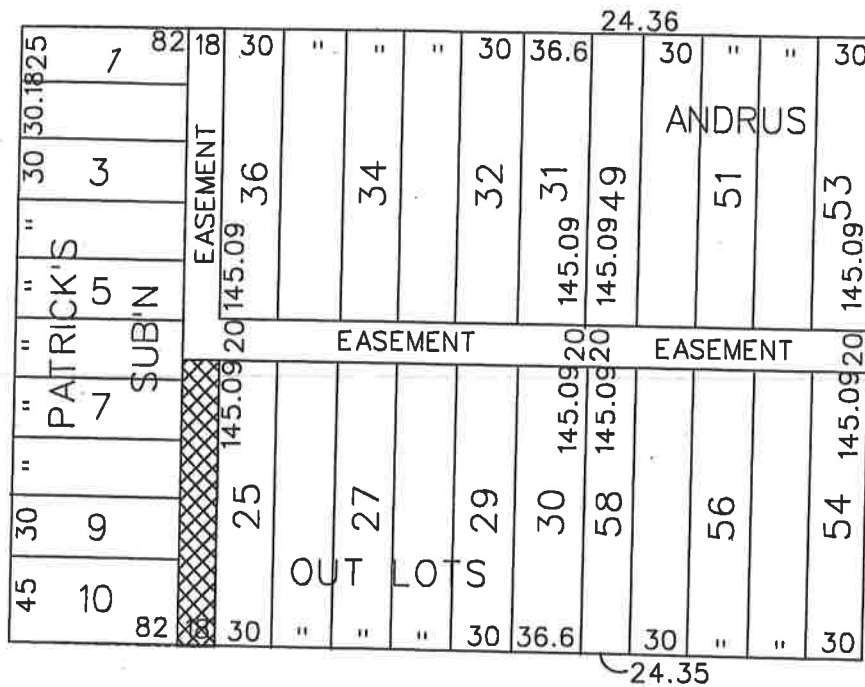 24.36
1 82 18 30 " " " 30 36.6 30 " " 30
25
30.18
ANDRUS
30 3 EASEMENT 36 34 32 31 49 51 53
"
" 5 145.09 145.09 145.09 145.09
PATRICK'S
SUB'N
" 20 EASEMENT 20 20 EASEMENT 20
" 7 145.09 145.09 145.09 145.09
"
30 9 25 27 29 30 58 56 54
45 10 OUT LOTS
82 18 30 " " " 30 36.6 30 " " 30
24.35